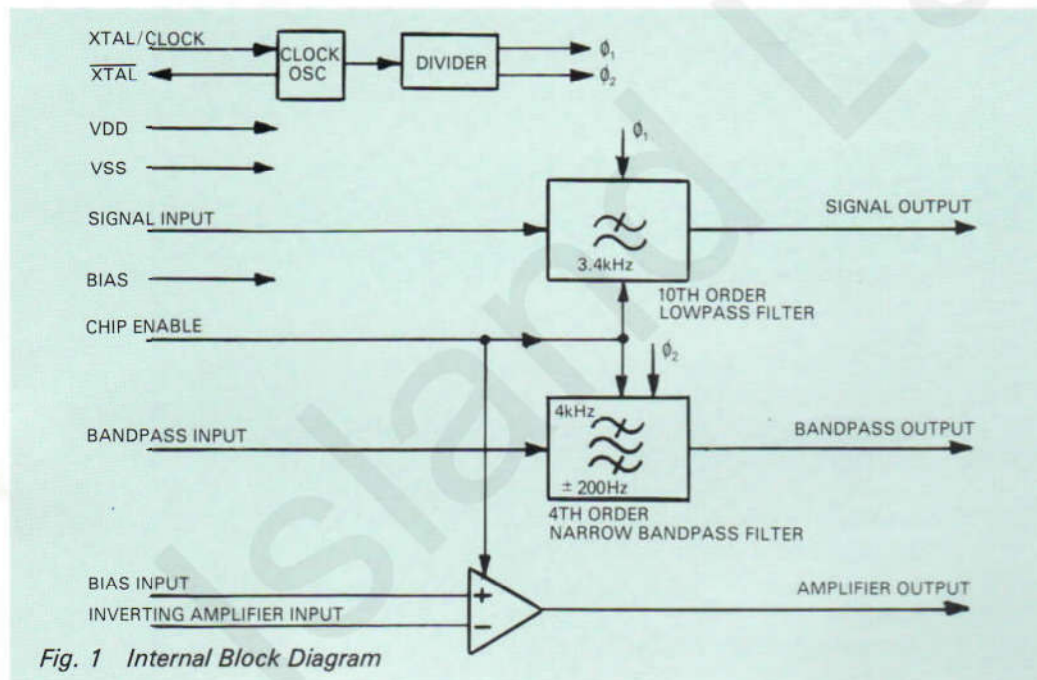 XTAL/CLOCK
XTAL
CLOCK
OSC
DIVIDER
ϕ₁
ϕ₂
VDD
VSS
ϕ₁
SIGNAL INPUT
SIGNAL OUTPUT
3.4kHz
BIAS
10TH ORDER
LOWPASS FILTER
CHIP ENABLE
ϕ₂
4kHz
BANDPASS INPUT
BANDPASS OUTPUT
± 200Hz
4TH ORDER
NARROW BANDPASS FILTER
BIAS INPUT
AMPLIFIER OUTPUT
+
INVERTING AMPLIFIER INPUT
−
Fig. 1 Internal Block Diagram
Island La